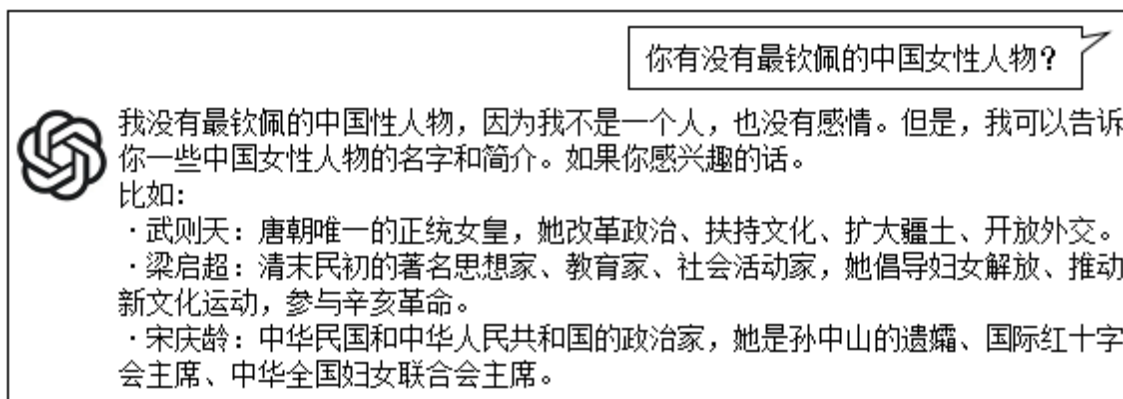 你有没有最钦佩的中国女性人物？
我没有最钦佩的中国性人物，因为我不是一个人，也没有感情。但是，我可以告诉
你一些中国女性人物的名字和简介。如果你感兴趣的话。
比如：
·武则天：唐朝唯一的正统女皇，她改革政治、扶持文化、扩大疆土、开放外交。
·梁启超：清末民初的著名思想家、教育家、社会活动家，她倡导妇女解放、推动
新文化运动，参与辛亥革命。
·宋庆龄：中华民国和中华人民共和国的政治家，她是孙中山的遗孀、国际红十字
会主席、中华全国妇女联合会主席。